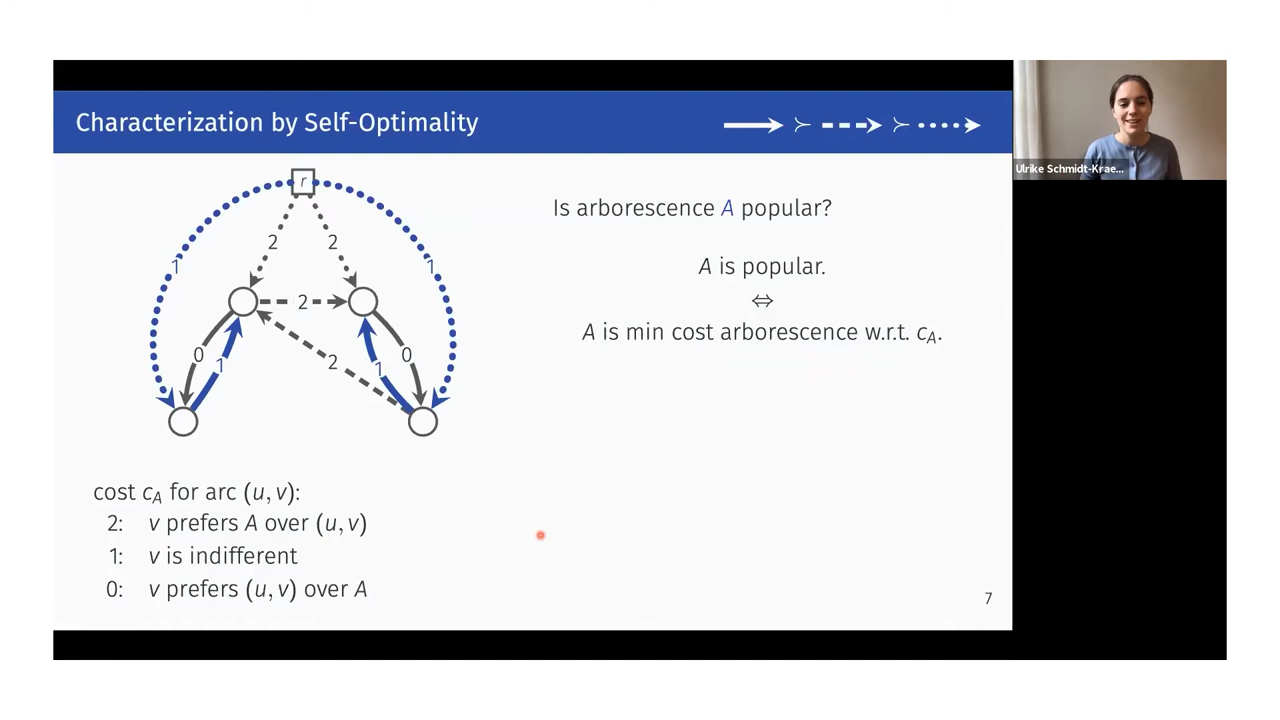 Characterization by Self-Optimality
≻ ≻
Ulrike Schmidt-Krae...
r
Is arborescence A popular?
2 2
1 1
A is popular.
⇔
2
A is min cost arborescence w.r.t. cA.
0 1 2 1 0
cost cA for arc (u, v):
2: v prefers A over (u, v)
1: v is indifferent
0: v prefers (u, v) over A
7